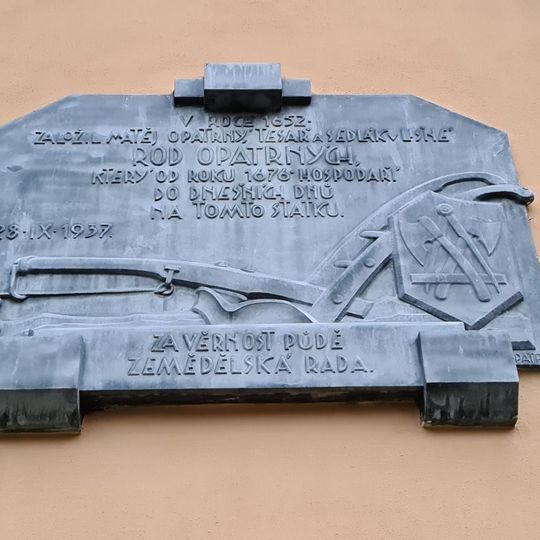 V ROCE 1652.
ZALOŽIL MATĚJ OPATRNÝ TESAŘ A SEDLÁK V LIŠNĚ
ROD OPATRNÝCH,
KTERÝ OD ROKU 1676 HOSPODAŘÍ
DO DNEŠNÍCH DNŮ
NA TOMTO STATKU.
28·IX·1937.
ZA VĚRNOST PŮDĚ
ZEMĚDĚLSKÁ RADA.